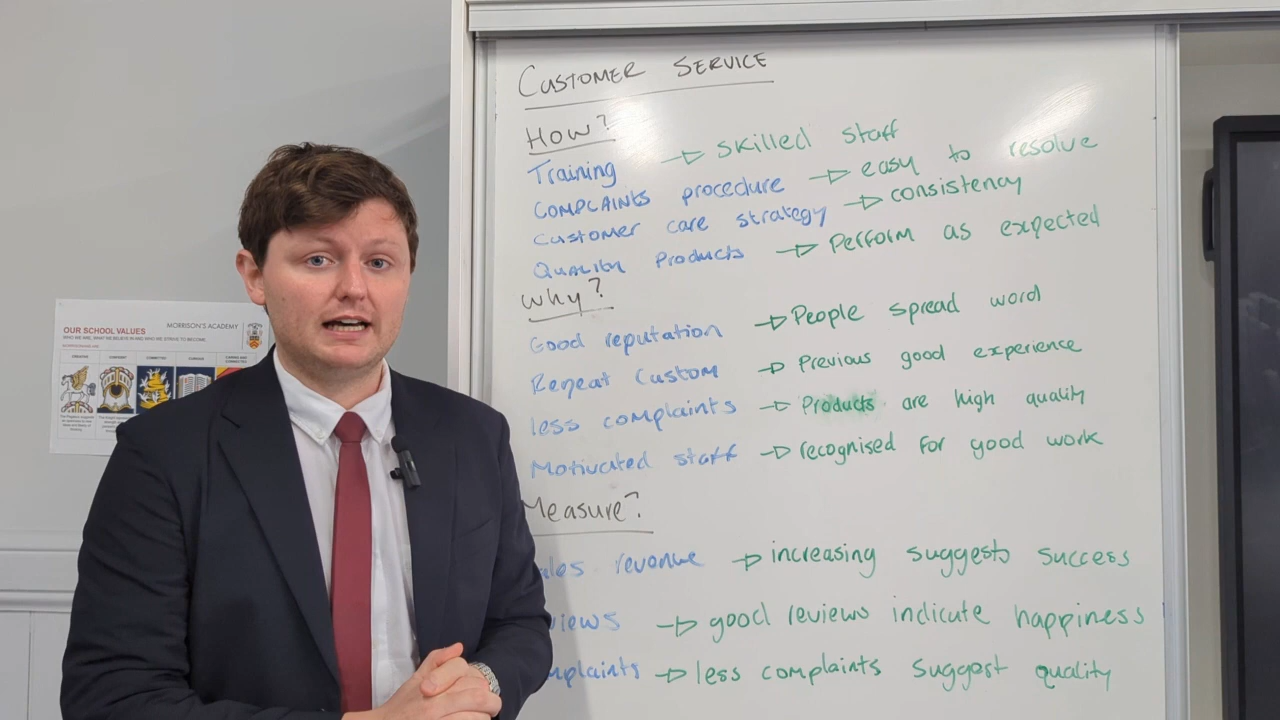 CUSTOMER SERVICE
How?
Training → skilled staff
COMPLAINTS procedure → easy to resolve
Customer care strategy → consistency
QUALITY Products → Perform as expected
Why?
Good reputation → People spread word
Repeat Custom → Previous good experience
less complaints → Products are high quality
Motivated staff → recognised for good work
Measure?
ales revenue → increasing suggests success
views → good reviews indicate happiness
mplaints → less complaints suggest quality
OUR SCHOOL VALUES
MORRISON'S ACADEMY